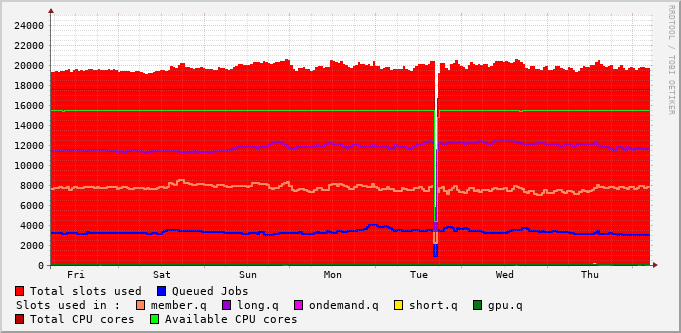 RRDTOOL / TOBI OETIKER
24000
22000
20000
18000
16000
14000
12000
10000
8000
6000
4000
2000
0
Fri Sat Sun Mon Tue Wed Thu
Total slots used Queued Jobs
Slots used in : member.q long.q ondemand.q short.q gpu.q
Total CPU cores Available CPU cores